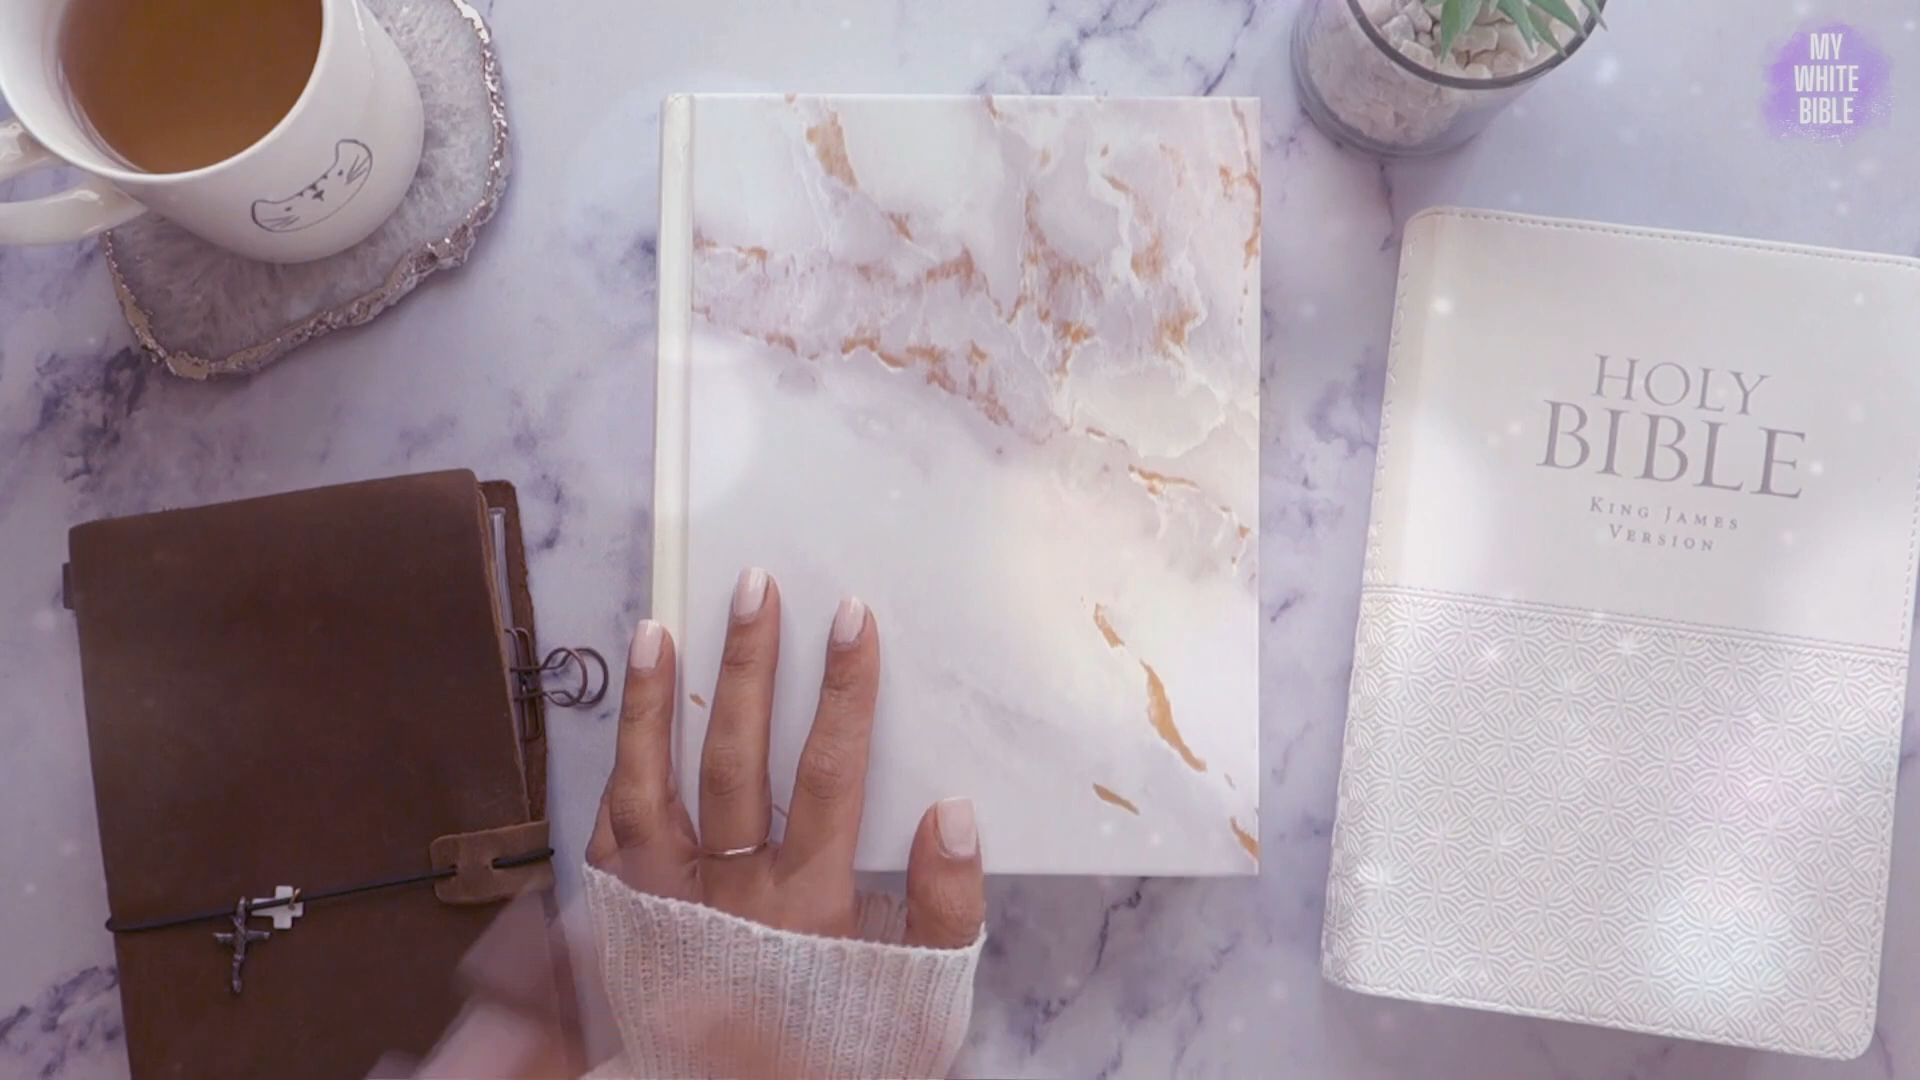 MY
WHITE
BIBLE
HOLY
BIBLE
KING JAMES
VERSION